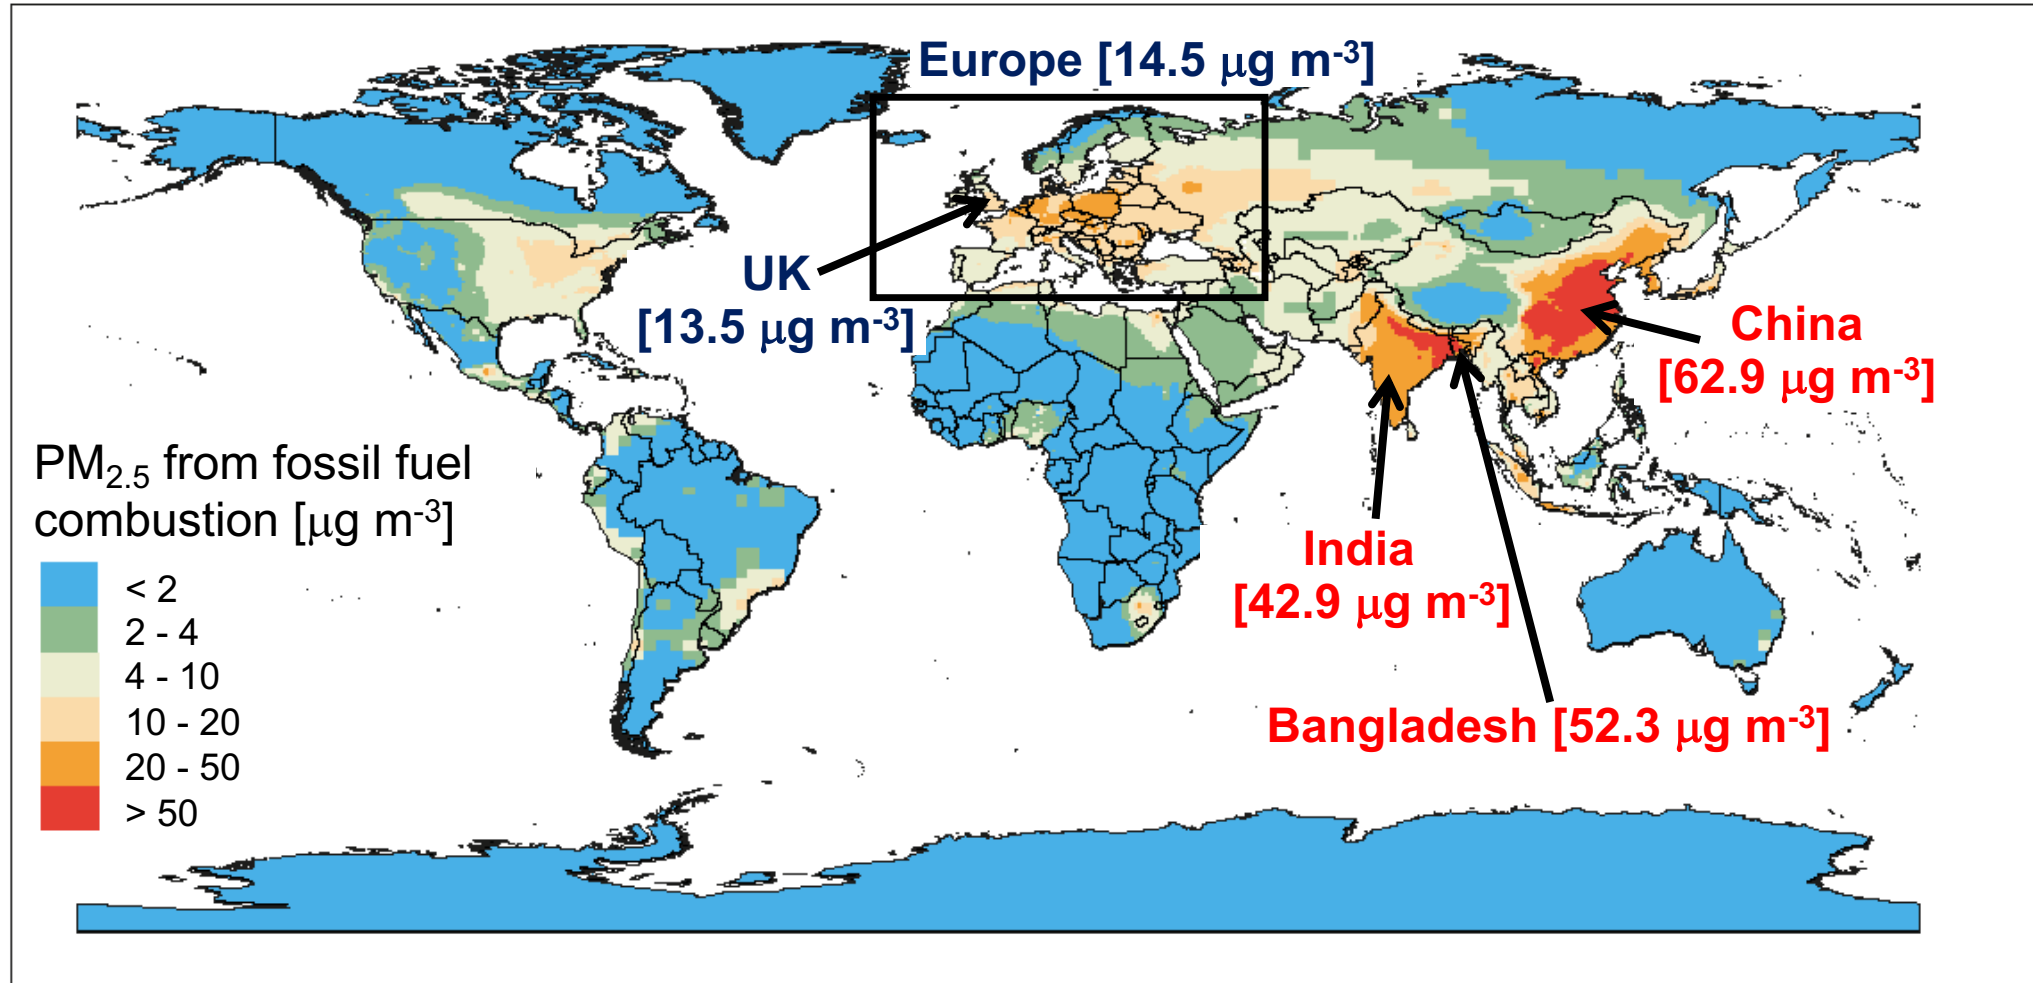 Europe [14.5 μg m⁻³]
UK
[13.5 μg m⁻³]
China
[62.9 μg m⁻³]
India
[42.9 μg m⁻³]
Bangladesh [52.3 μg m⁻³]
PM₂.₅ from fossil fuel
combustion [μg m⁻³]
< 2
2 - 4
4 - 10
10 - 20
20 - 50
> 50